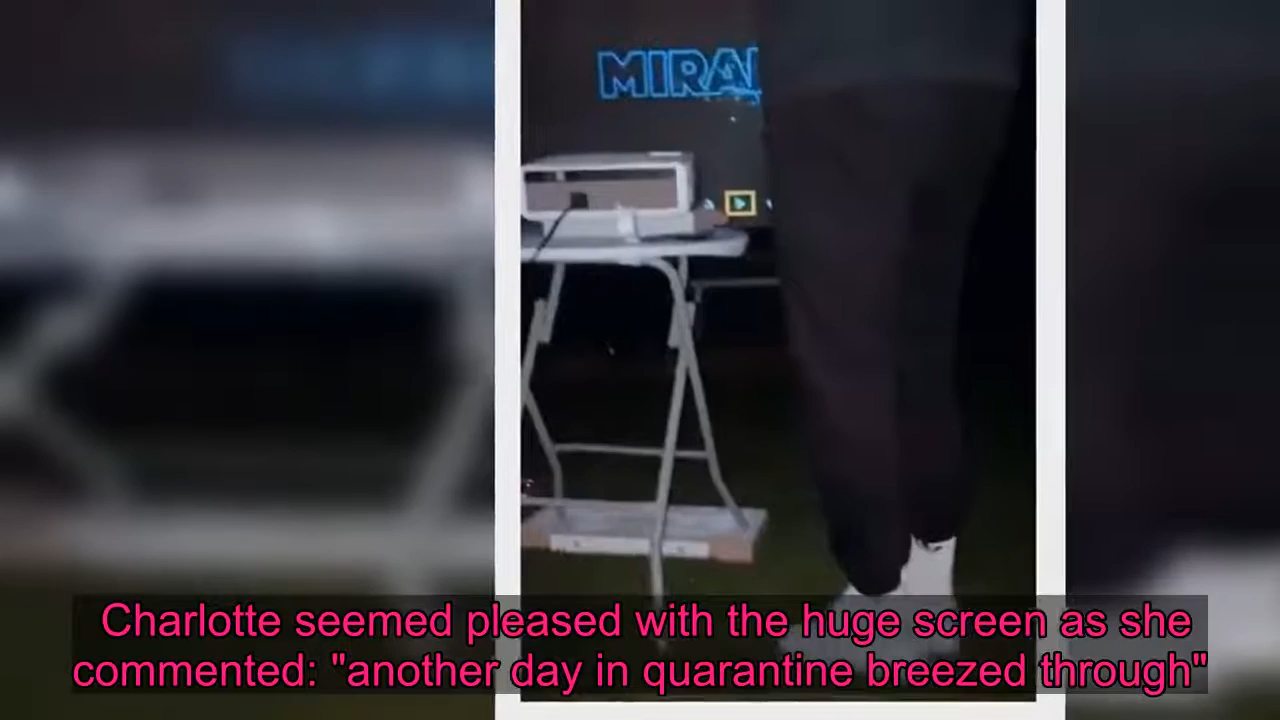 MIRA
Charlotte seemed pleased with the huge screen as she
commented: "another day in quarantine breezed through"